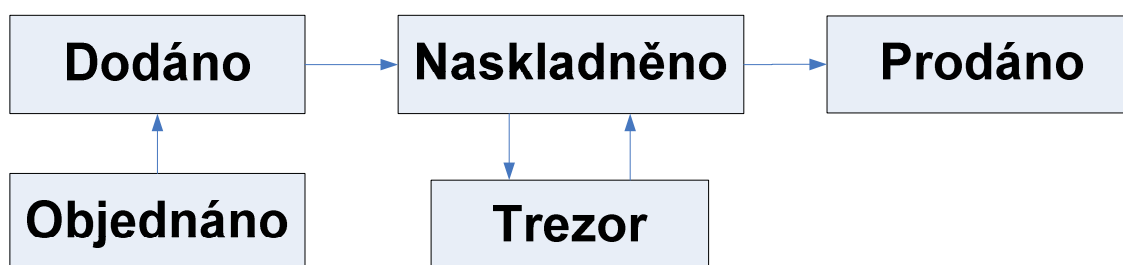 Dodáno
Naskladněno
Prodáno
Objednáno
Trezor